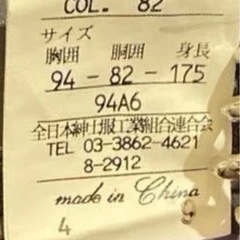 COL. 82
サイズ
胸囲 胴囲 身長
94 - 82 - 175
94A6
全日本紳士服工業組合連合会
TEL 03-3862-4621
8-2912
made in China
4 9